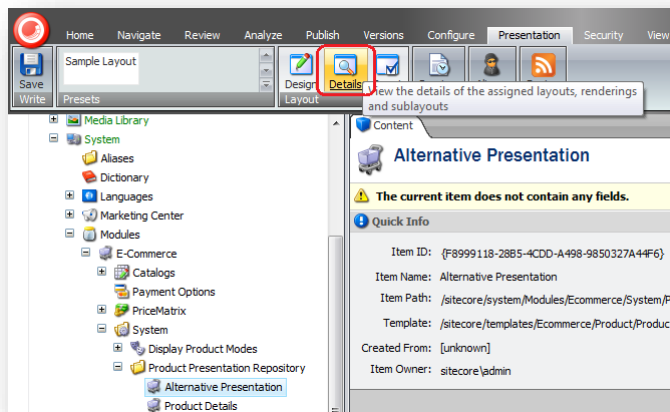 Home Navigate Review Analyze Publish Versions Configure Presentation Security View
Sample Layout
Save
Design Details
Write Presets Layout
View the details of the assigned layouts, renderings
and sublayouts
Media Library
System
Aliases
Dictionary
Languages
Marketing Center
Modules
E-Commerce
Catalogs
Payment Options
PriceMatrix
System
Display Product Modes
Product Presentation Repository
Alternative Presentation
Product Details
Content
Alternative Presentation
The current item does not contain any fields.
Quick Info
Item ID: {F8999118-28B5-4CDD-A498-9850327A44F6}
Item Name: Alternative Presentation
Item Path: /sitecore/system/Modules/Ecommerce/System/P
Template: /sitecore/templates/Ecommerce/Product/Produc
Created From: [unknown]
Item Owner: sitecore\admin